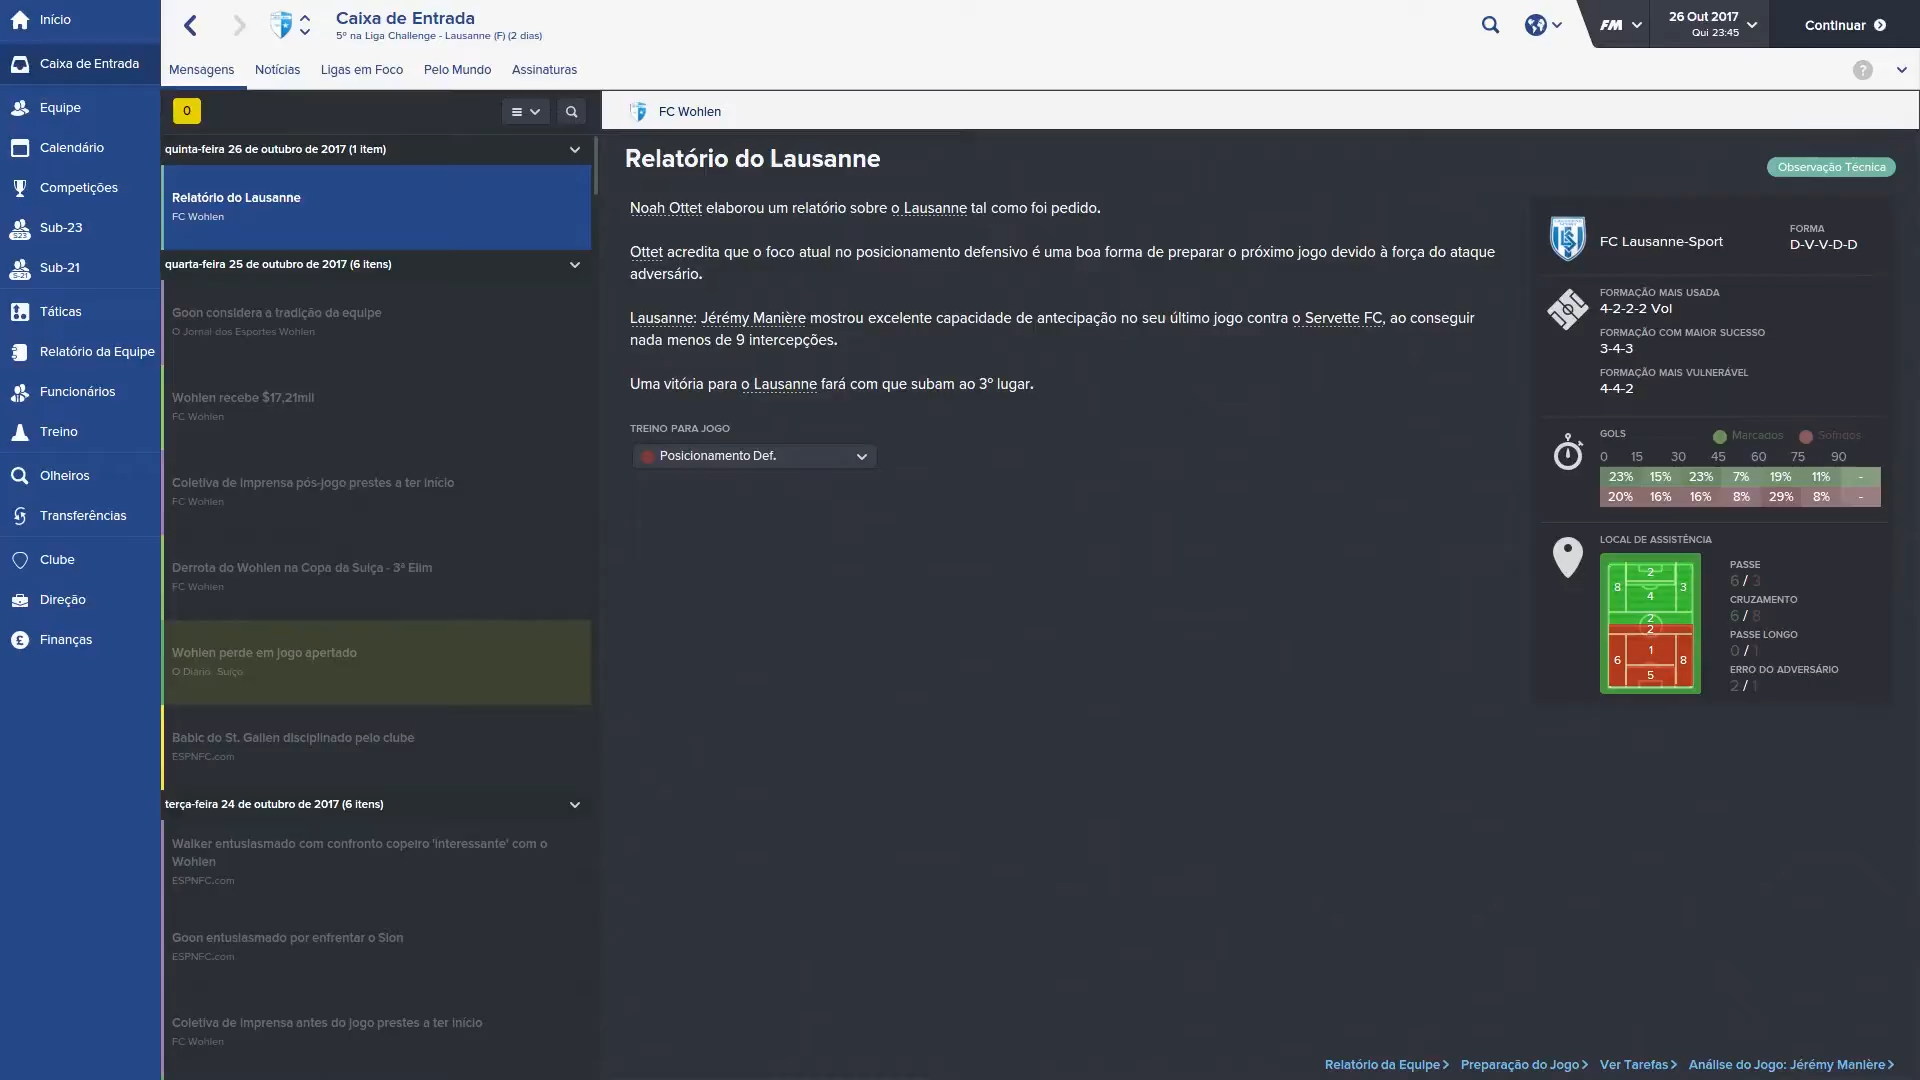 Início
Caixa de Entrada
Equipe
Calendário
Competições
Sub-23
Sub-21
Táticas
Relatório da Equipe
Funcionários
Treino
Olheiros
Transferências
Clube
Direção
Finanças
Caixa de Entrada
5º na Liga Challenge - Lausanne (F) (2 dias)
FM
26 Out 2017
Qui 23:45
Continuar
Mensagens Notícias Ligas em Foco Pelo Mundo Assinaturas
?
0
quinta-feira 26 de outubro de 2017 (1 item)
Relatório do Lausanne
FC Wohlen
quarta-feira 25 de outubro de 2017 (6 itens)
Goon considera a tradição da equipe
O Jornal dos Esportes Wohlen
Wohlen recebe $17,21mil
FC Wohlen
Coletiva de imprensa pós-jogo prestes a ter início
FC Wohlen
Derrota do Wohlen na Copa da Suíça - 3ª Elim
FC Wohlen
Wohlen perde em jogo apertado
O Diário Suíço
Babic do St. Gallen disciplinado pelo clube
ESPNFC.com
terça-feira 24 de outubro de 2017 (6 itens)
Walker entusiasmado com confronto copeiro 'interessante' com o
Wohlen
ESPNFC.com
Goon entusiasmado por enfrentar o Sion
ESPNFC.com
Coletiva de imprensa antes do jogo prestes a ter início
FC Wohlen
FC Wohlen
Relatório do Lausanne
Observação Técnica
Noah Ottet elaborou um relatório sobre o Lausanne tal como foi pedido.
Ottet acredita que o foco atual no posicionamento defensivo é uma boa forma de preparar o próximo jogo devido à força do ataque
adversário.
Lausanne: Jérémy Manière mostrou excelente capacidade de antecipação no seu último jogo contra o Servette FC, ao conseguir
nada menos de 9 intercepções.
Uma vitória para o Lausanne fará com que subam ao 3º lugar.
TREINO PARA JOGO
Posicionamento Def.
FC Lausanne-Sport
FORMA
D-V-V-D-D
FORMAÇÃO MAIS USADA
4-2-2-2 Vol
FORMAÇÃO COM MAIOR SUCESSO
3-4-3
FORMAÇÃO MAIS VULNERÁVEL
4-4-2
GOLS Marcados Sofridos
0 15 30 45 60 75 90
23% 15% 23% 7% 19% 11% -
20% 16% 16% 8% 29% 8% -
LOCAL DE ASSISTÊNCIA
2
8 3
4
2
2
1
6 8
5
PASSE
6 / 3
CRUZAMENTO
6 / 8
PASSE LONGO
0 / 1
ERRO DO ADVERSÁRIO
2 / 1
Relatório da Equipe> Preparação do Jogo> Ver Tarefas> Análise do Jogo: Jérémy Manière>